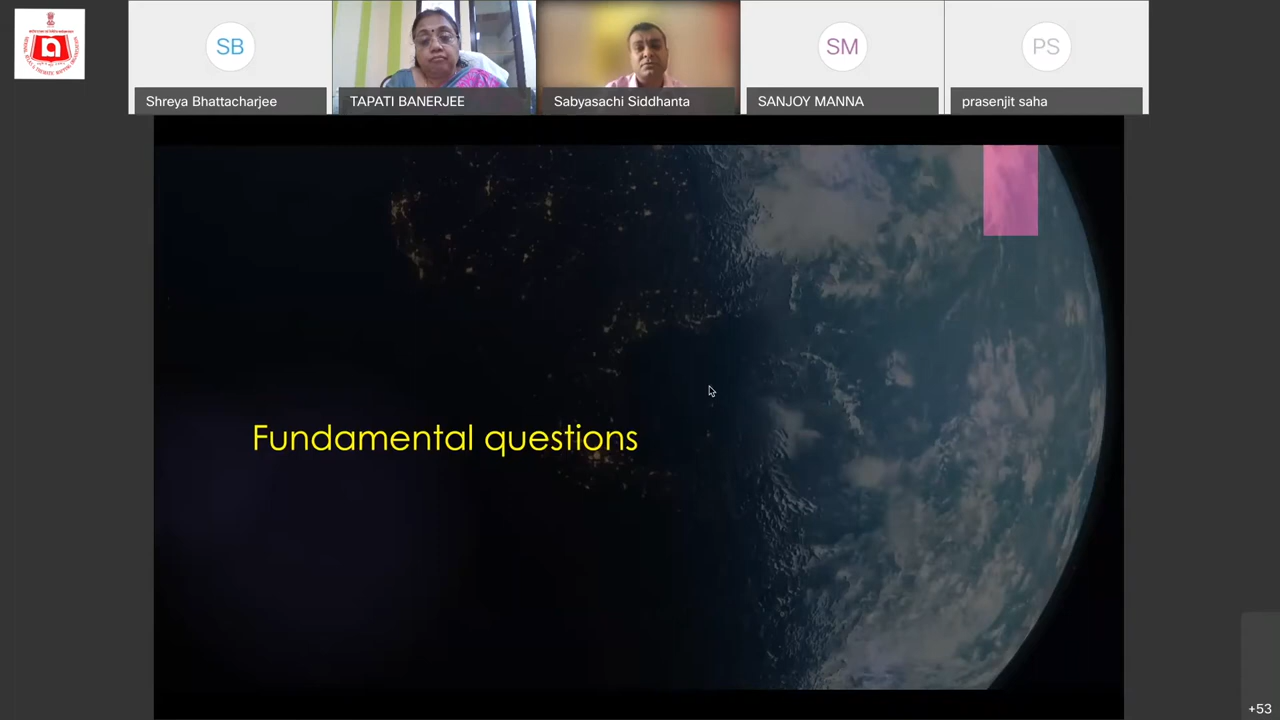 SB
SM
PS
Shreya Bhattacharjee
TAPATI BANERJEE
Sabyasachi Siddhanta
SANJOY MANNA
prasenjit saha
Fundamental questions
+53